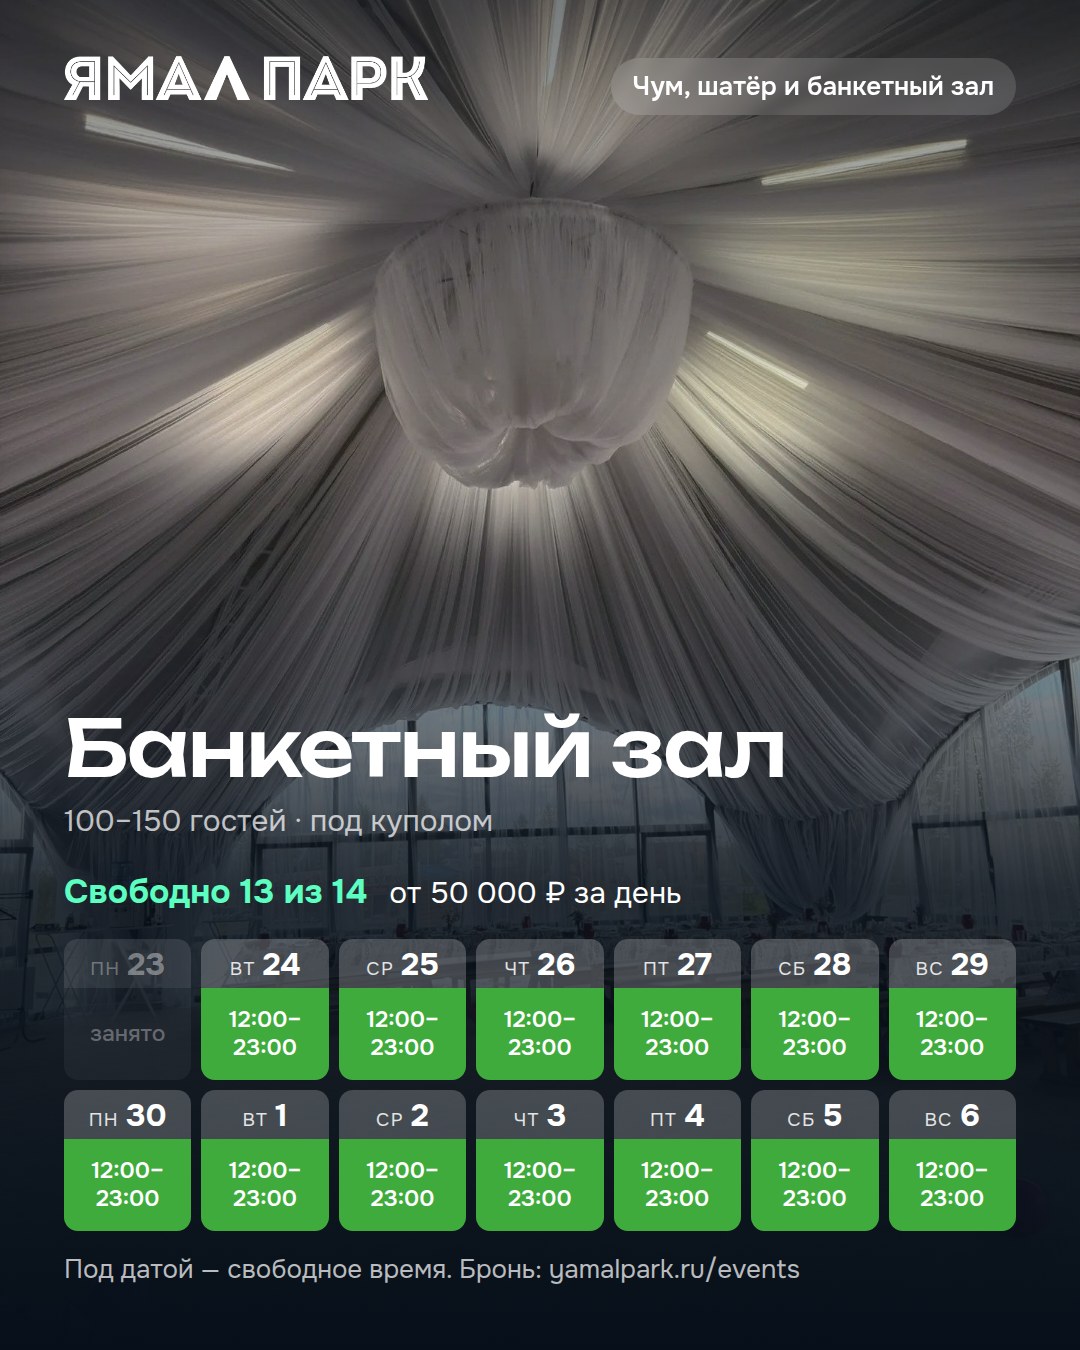 ЯМАЛ ПАРК
Чум, шатёр и банкетный зал
Банкетный зал
100–150 гостей · под куполом
Свободно 13 из 14 от 50 000 ₽ за день
ПН 23 ВТ 24 СР 25 ЧТ 26 ПТ 27 СБ 28 ВС 29
занято 12:00– 12:00– 12:00– 12:00– 12:00– 12:00–
23:00 23:00 23:00 23:00 23:00 23:00
ПН 30 ВТ 1 СР 2 ЧТ 3 ПТ 4 СБ 5 ВС 6
12:00– 12:00– 12:00– 12:00– 12:00– 12:00– 12:00–
23:00 23:00 23:00 23:00 23:00 23:00 23:00
Под датой — свободное время. Бронь: yamalpark.ru/events